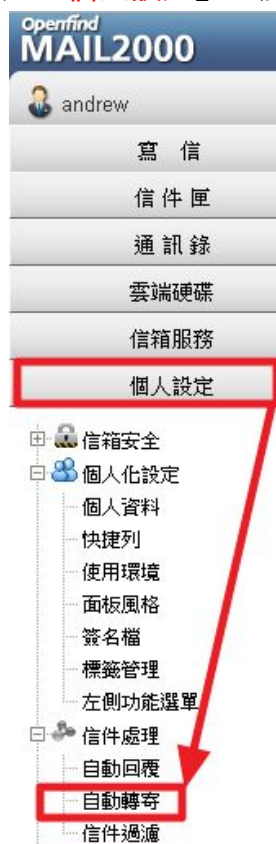 Openfind
MAIL2000
andrew
寫 信
信件匣
通訊錄
雲端硬碟
信箱服務
個人設定
信箱安全
個人化設定
個人資料
快捷列
使用環境
面板風格
簽名檔
標籤管理
左側功能選單
信件處理
自動回覆
自動轉寄
信件過濾